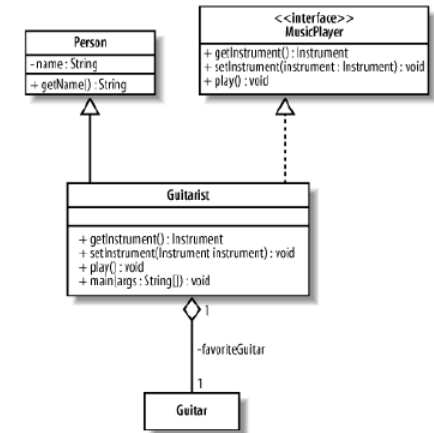 Person
- name : String
+ getName() : String
<<interface>>
MusicPlayer
+ getInstrument() : Instrument
+ setInstrument(instrument : Instrument) : void
+ play() : void
Guitarist
+ getInstrument() : Instrument
+ setInstrument(Instrument instrument) : void
+ play() : void
+ main(args : String[]) : void
1
-favoriteGuitar
1
Guitar